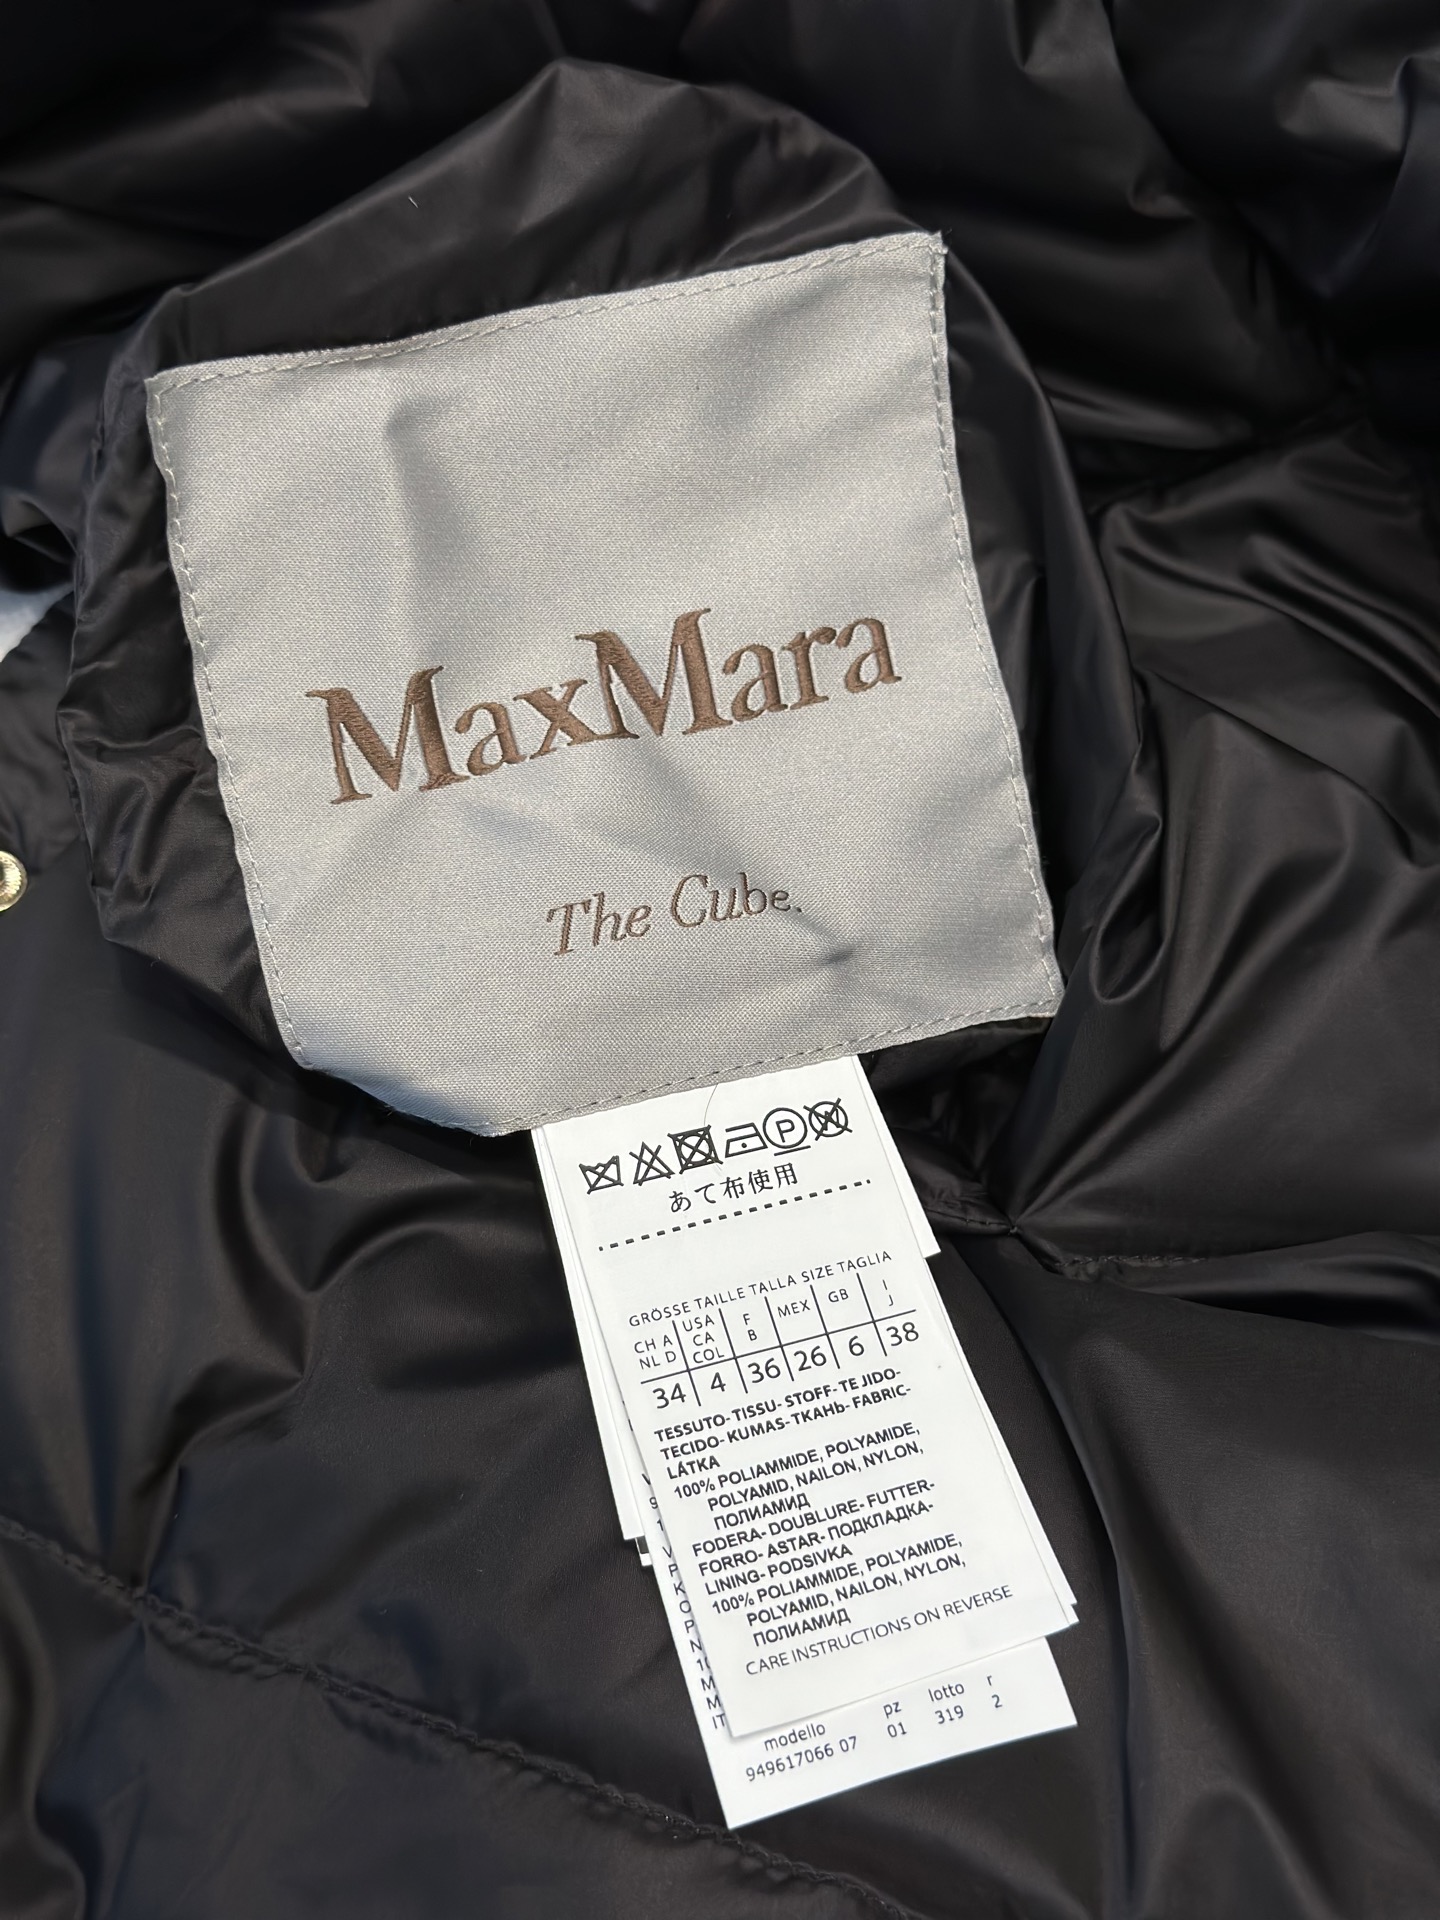 MaxMara
The Cube.
P W
あて布使用
GRÖSSE TAILLE TALLA SIZE TAGLIA
CH A NL D USA CA COL F B MEX GB I J
34 4 36 26 6 38
TESSUTO-TISSU-STOFF-TEJIDO-
TECIDO-KUMAS-TKAHb-FABRIC-
LÁTKA
100% POLIAMMIDE, POLYAMIDE,
POLYAMID, NAILON, NYLON,
ПОЛИАМИД
FODERA-DOUBLURE-FUTTER-
FORRO-ASTAR-ПОДКЛАДКА-
LINING-PODSIVKA
100% POLIAMMIDE, POLYAMIDE,
POLYAMID, NAILON, NYLON,
ПОЛИАМИД
CARE INSTRUCTIONS ON REVERSE
modello pz lotto r
949617066 07 01 319 2